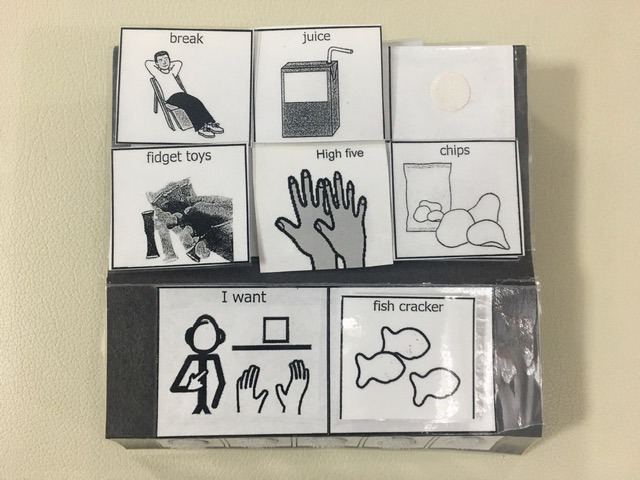 break
juice
fidget toys
High five
chips
I want
fish cracker